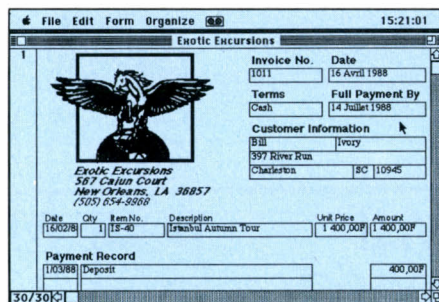 File Edit Form Organize 15:21:01
Exotic Excursions
1
Invoice No. Date
1011 16 Avril 1988
Terms Full Payment By
Cash 14 Juillet 1988
Customer Information
Bill Ivory
397 River Run
Charleston SC 10945
Exotic Excursions
567 Cajun Court
New Orleans, LA 36857
(505) 654-9968
Date Qty Item No. Description Unit Price Amount
16/02/8 1 IS-40 Istanbul Autumn Tour 1 400,00F 1 400,00F
Payment Record
1/03/88 Deposit 400,00F
30/30